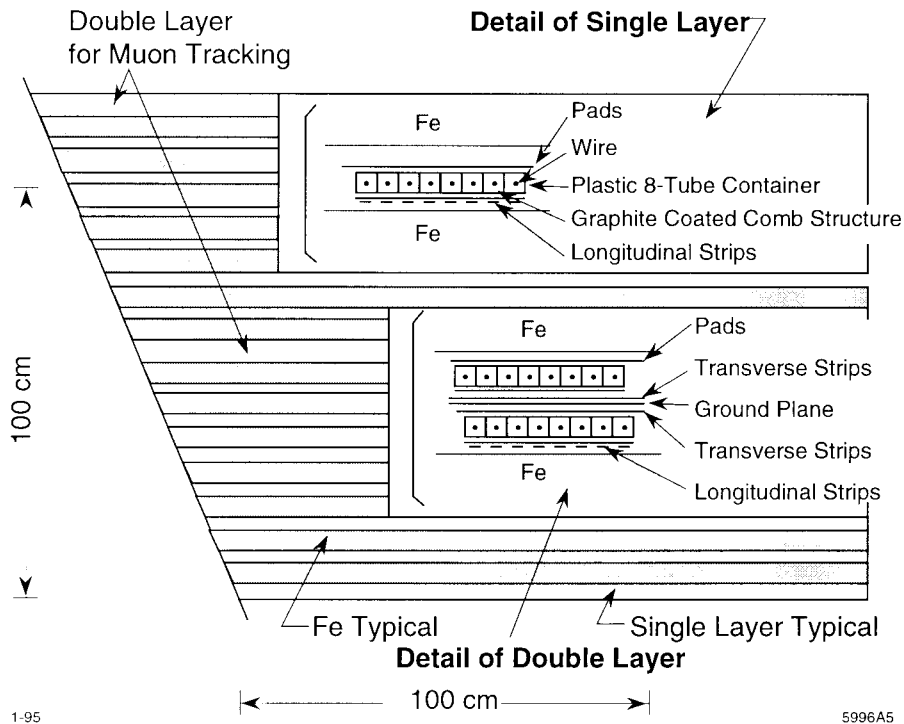 Double Layer
for Muon Tracking
Detail of Single Layer
Fe
Pads
Wire
Plastic 8-Tube Container
Graphite Coated Comb Structure
Fe
Longitudinal Strips
100 cm
Fe
Pads
Transverse Strips
Ground Plane
Transverse Strips
Fe
Longitudinal Strips
Fe Typical
Single Layer Typical
Detail of Double Layer
100 cm
1-95
5996A5